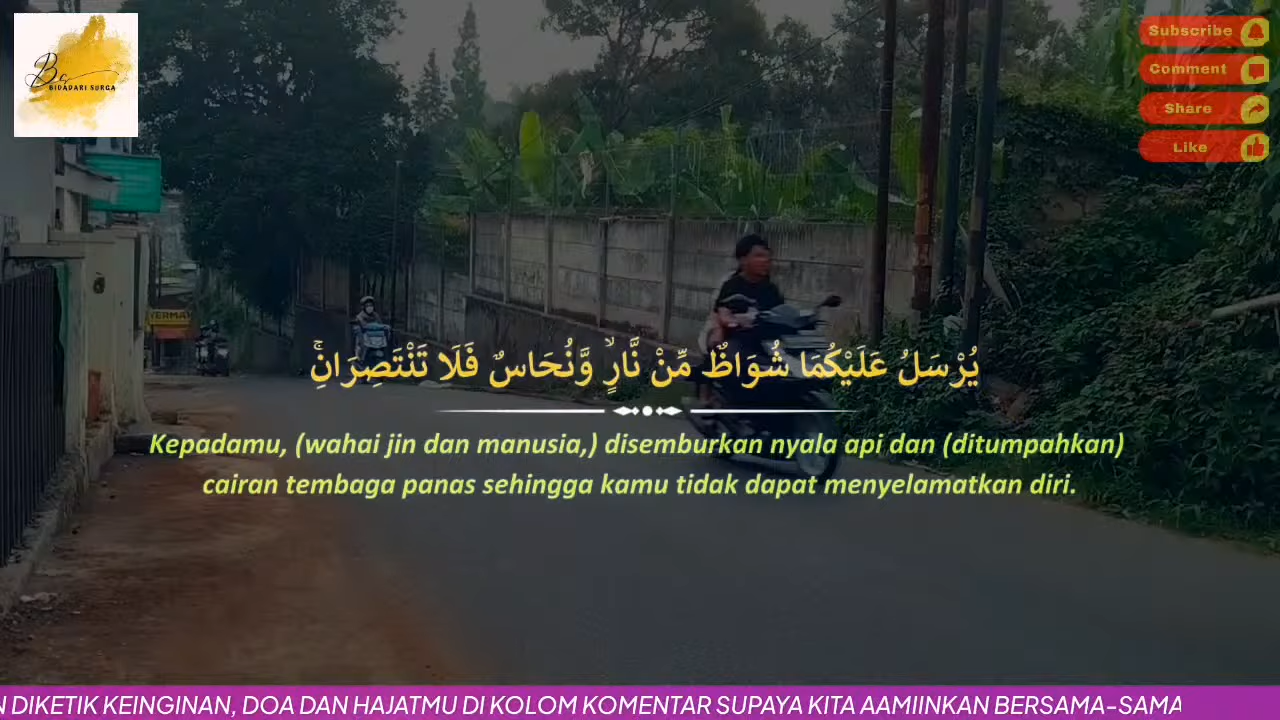 Bs
BIDADARI SURGA
Subscribe
Comment
Share
Like
YERMA
يُرْسَلُ عَلَيْكُمَا شُوَاظٌ مِّنْ نَّارٍۙ وَّنُحَاسٌ فَلَا تَنْتَصِرَانِۚ
Kepadamu, (wahai jin dan manusia,) disemburkan nyala api dan (ditumpahkan)
cairan tembaga panas sehingga kamu tidak dapat menyelamatkan diri.
N DIKETIK KEINGINAN, DOA DAN HAJATMU DI KOLOM KOMENTAR SUPAYA KITA AAMIINKAN BERSAMA-SAMA